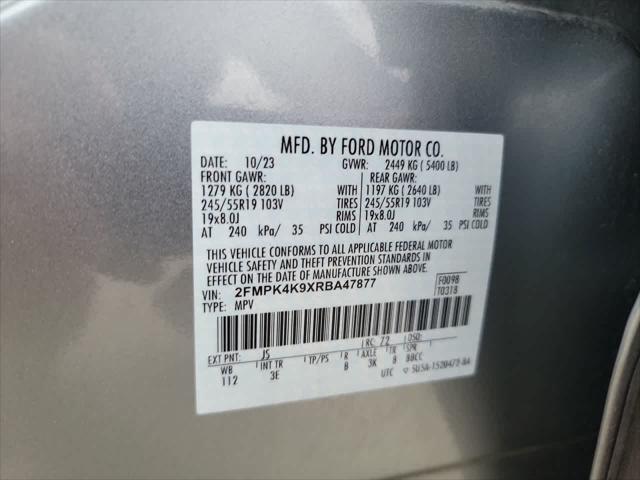 MFD. BY FORD MOTOR CO.
DATE: 10/23 GVWR: 2449 KG ( 5400 LB)
FRONT GAWR: REAR GAWR:
1279 KG ( 2820 LB) WITH 1197 KG ( 2640 LB) WITH
245/55R19 103V TIRES 245/55R19 103V TIRES
19x8.0J RIMS 19x8.0J RIMS
AT 240 kPa/ 35 PSI COLD AT 240 kPa/ 35 PSI COLD
THIS VEHICLE CONFORMS TO ALL APPLICABLE FEDERAL MOTOR
VEHICLE SAFETY AND THEFT PREVENTION STANDARDS IN
EFFECT ON THE DATE OF MANUFACTURE SHOWN ABOVE.
VIN: 2FMPK4K9XRBA47877 F0098
TYPE: MPV T0318
RC: 72 DSO:
EXT PNT: JS
WB INT TR TP/PS R AXLE TR SPR
112 3E B 3K B BBCC
UTC